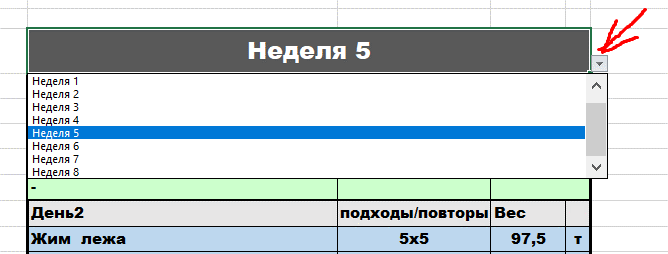 Неделя 5
Неделя 1
Неделя 2
Неделя 3
Неделя 4
Неделя 5
Неделя 6
Неделя 7
Неделя 8
-
День2 подходы/повторы Вес
Жим лежа 5x5 97,5 т